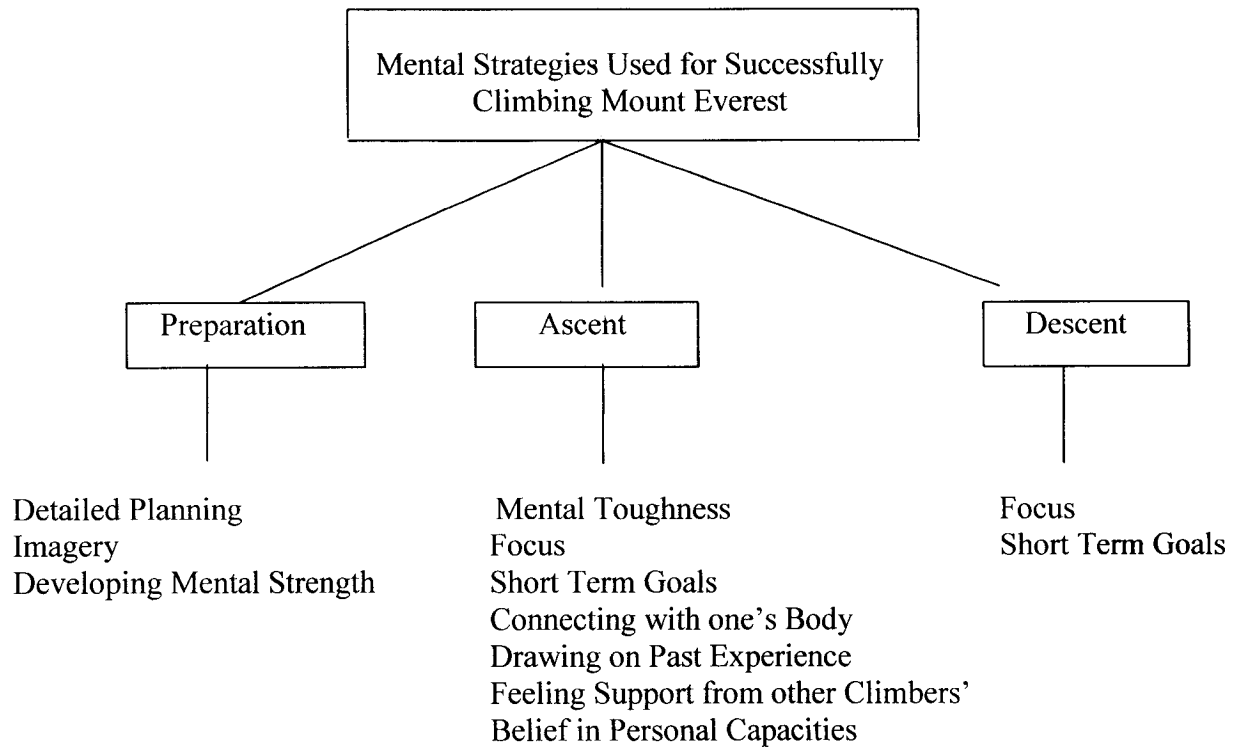 Mental Strategies Used for Successfully
Climbing Mount Everest
Preparation
Ascent
Descent
Detailed Planning
Imagery
Developing Mental Strength
Mental Toughness
Focus
Short Term Goals
Connecting with one's Body
Drawing on Past Experience
Feeling Support from other Climbers'
Belief in Personal Capacities
Focus
Short Term Goals